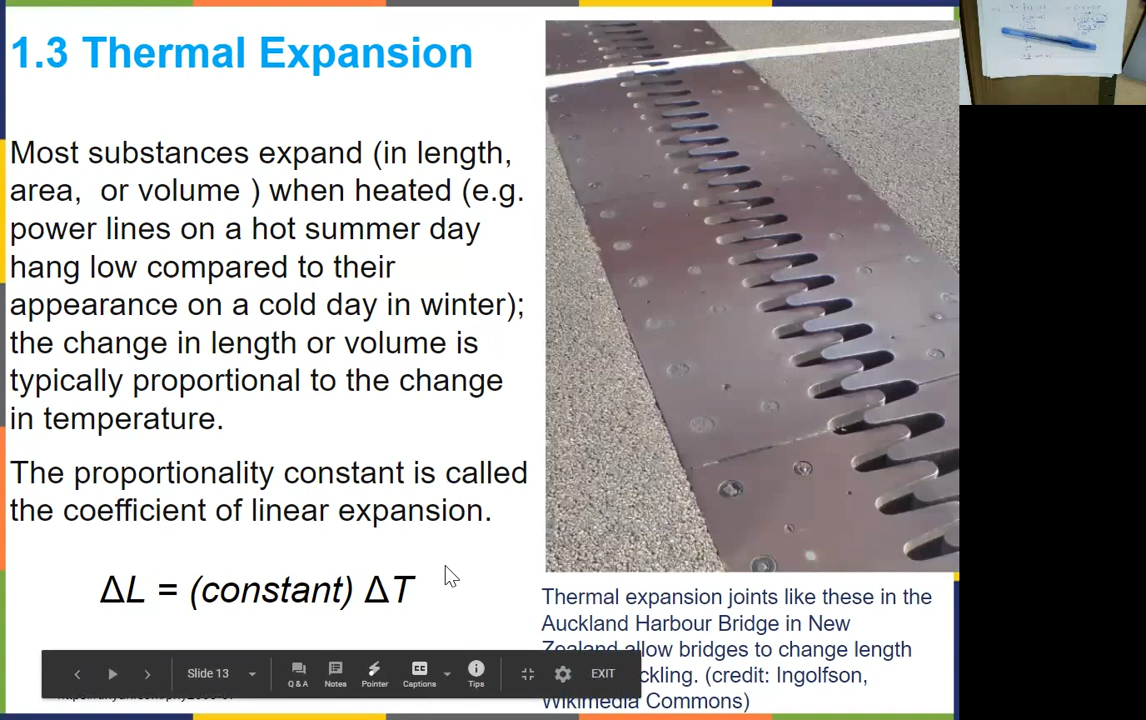 1.3 Thermal Expansion
Most substances expand (in length,
area, or volume ) when heated (e.g.
power lines on a hot summer day
hang low compared to their
appearance on a cold day in winter);
the change in length or volume is
typically proportional to the change
in temperature.
The proportionality constant is called
the coefficient of linear expansion.
ΔL = (constant) ΔT
Thermal expansion joints like these in the
Auckland Harbour Bridge in New
Zealand allow bridges to change length
ckling. (credit: Ingolfson,
Wikimedia Commons)
Slide 13
Q & A
Notes
Pointer
Captions
Tips
EXIT